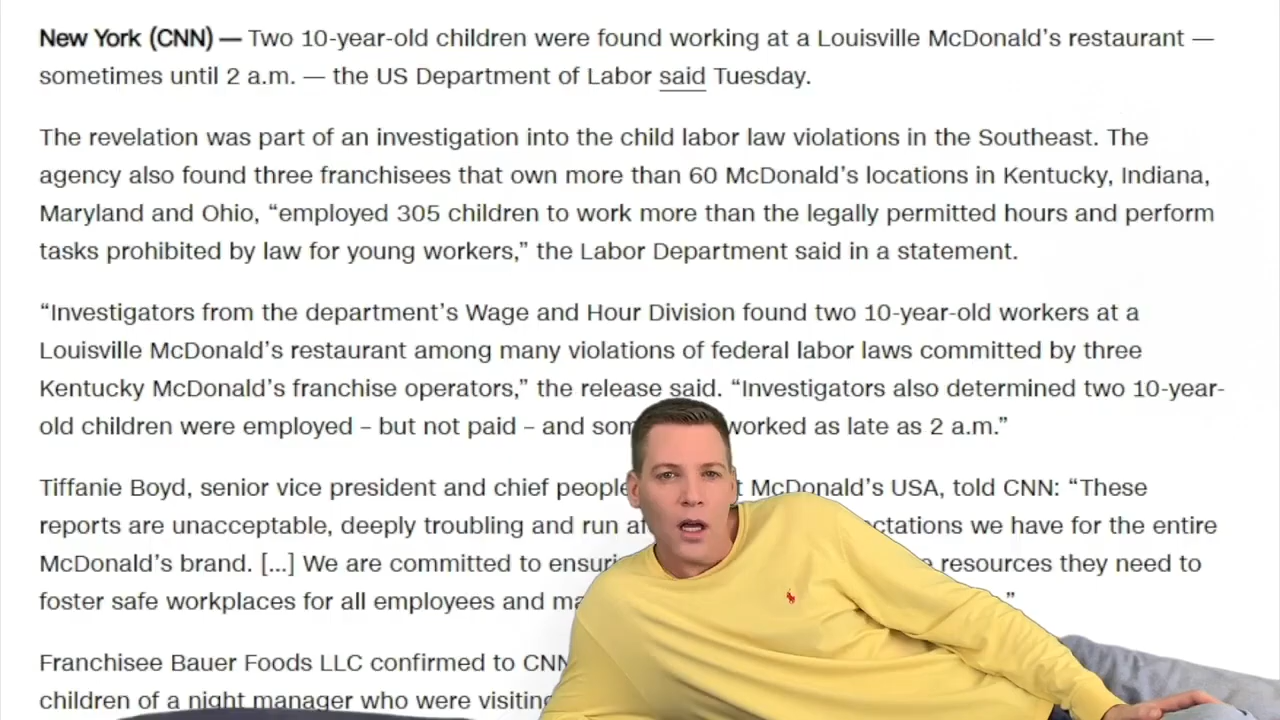 New York (CNN) — Two 10-year-old children were found working at a Louisville McDonald's restaurant —
sometimes until 2 a.m. — the US Department of Labor said Tuesday.
The revelation was part of an investigation into the child labor law violations in the Southeast. The
agency also found three franchisees that own more than 60 McDonald's locations in Kentucky, Indiana,
Maryland and Ohio, “employed 305 children to work more than the legally permitted hours and perform
tasks prohibited by law for young workers,” the Labor Department said in a statement.
“Investigators from the department's Wage and Hour Division found two 10-year-old workers at a
Louisville McDonald's restaurant among many violations of federal labor laws committed by three
Kentucky McDonald's franchise operators,” the release said. “Investigators also determined two 10-year-
old children were employed – but not paid – and som worked as late as 2 a.m.”
Tiffanie Boyd, senior vice president and chief people McDonald's USA, told CNN: “These
reports are unacceptable, deeply troubling and run af ctations we have for the entire
McDonald's brand. [...] We are committed to ensuri resources they need to
foster safe workplaces for all employees and ma ”
Franchisee Bauer Foods LLC confirmed to CNN
children of a night manager who were visiting